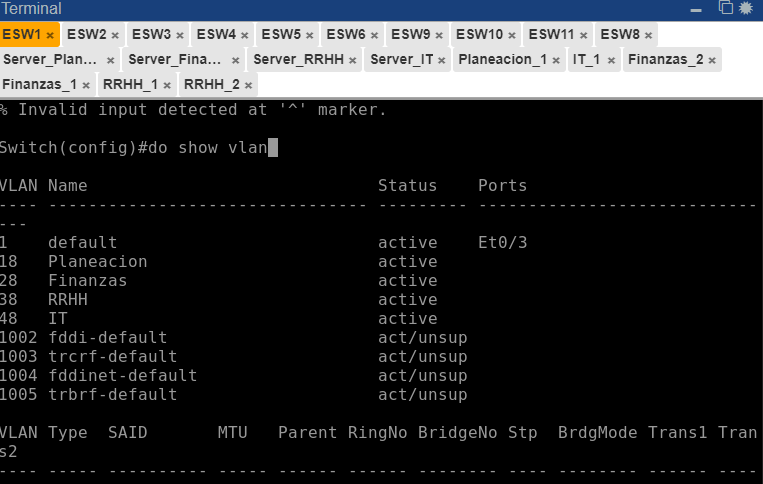 Terminal
ESW1 × ESW2 × ESW3 × ESW4 × ESW5 × ESW6 × ESW9 × ESW10 × ESW11 × ESW8 ×
Server_Plan... × Server_Fina... × Server_RRHH × Server_IT × Planeacion_1 × IT_1 × Finanzas_2 ×
Finanzas_1 × RRHH_1 × RRHH_2 ×
% Invalid input detected at '^' marker.
Switch(config)#do show vlan
VLAN Name                             Status    Ports
---- -------------------------------- --------- ----------------------------
---
1    default                          active    Et0/3
18   Planeacion                       active
28   Finanzas                         active
38   RRHH                             active
48   IT                               active
1002 fddi-default                     act/unsup
1003 trcrf-default                    act/unsup
1004 fddinet-default                  act/unsup
1005 trbrf-default                    act/unsup
VLAN Type  SAID       MTU   Parent RingNo BridgeNo Stp  BrdgMode Trans1 Tran
s2
---- ----- ---------- ----- ------ ------ -------- ---- -------- ------ ----